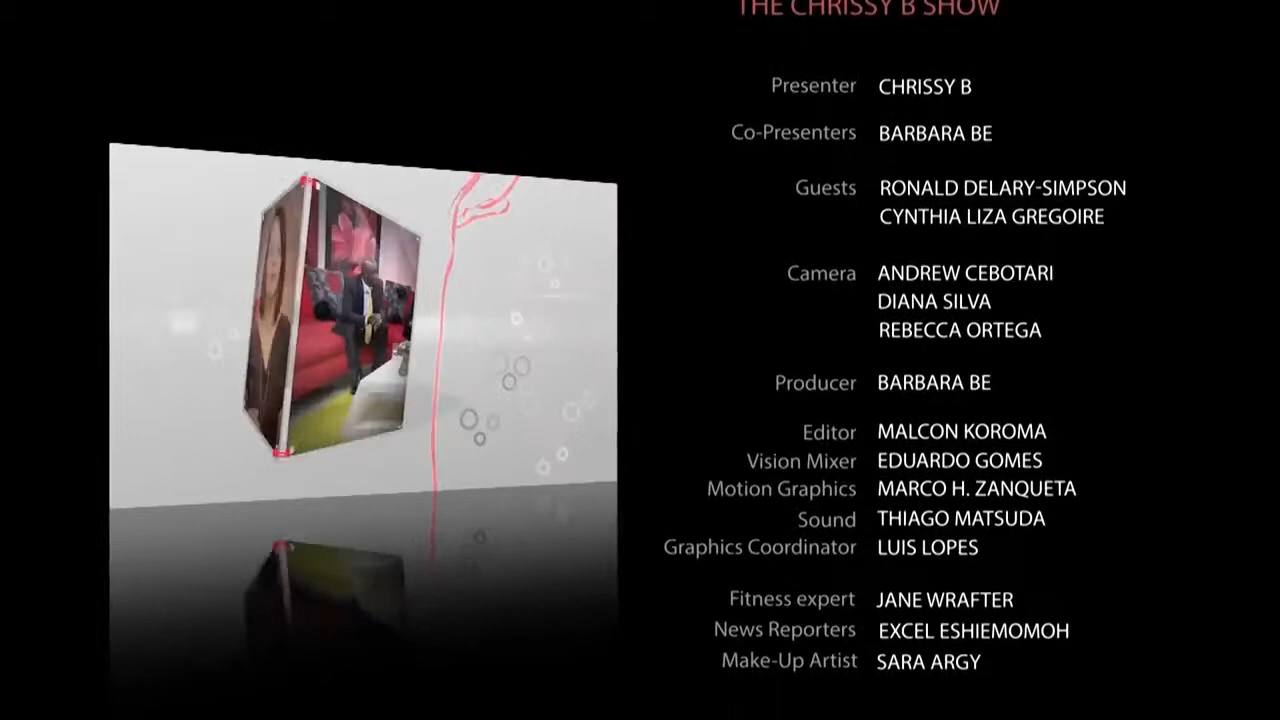 THE CHRISSY B SHOW
Presenter CHRISSY B
Co-Presenters BARBARA BE
Guests RONALD DELARY-SIMPSON
CYNTHIA LIZA GREGOIRE
Camera ANDREW CEBOTARI
DIANA SILVA
REBECCA ORTEGA
Producer BARBARA BE
Editor MALCON KOROMA
Vision Mixer EDUARDO GOMES
Motion Graphics MARCO H. ZANQUETA
Sound THIAGO MATSUDA
Graphics Coordinator LUIS LOPES
Fitness expert JANE WRAFTER
News Reporters EXCEL ESHIEMOMOH
Make-Up Artist SARA ARGY